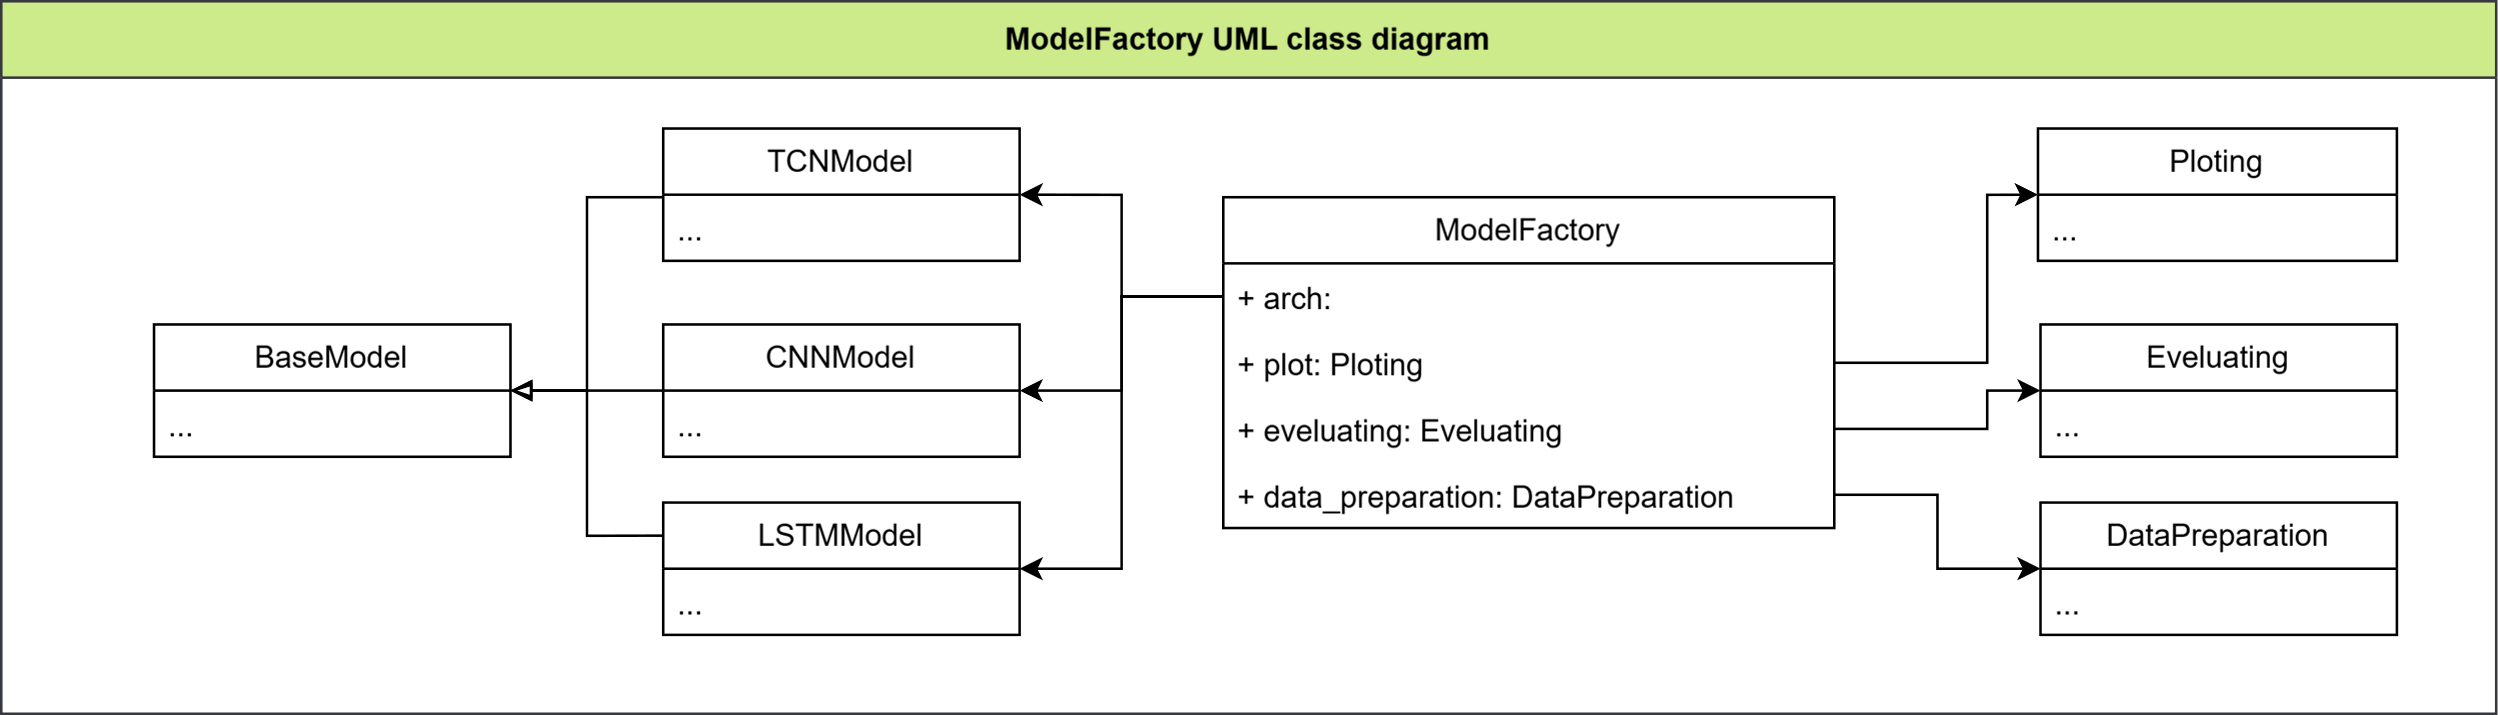 ModelFactory UML class diagram
TCNModel
...
BaseModel
...
CNNModel
...
LSTMModel
...
ModelFactory
+ arch:
+ plot: Ploting
+ eveluating: Eveluating
+ data_preparation: DataPreparation
Ploting
...
Eveluating
...
DataPreparation
...